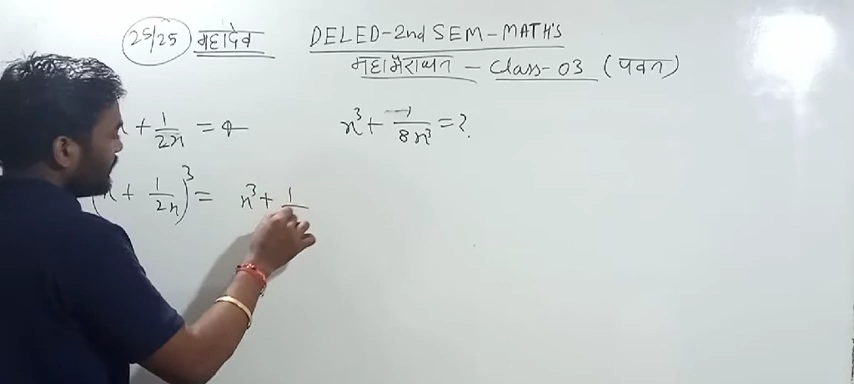 25/25 महादेव DELED-2nd SEM-MATH'S
महामैराथन - Class-03 (पवन)
x + 1/2x = 4 x³ + 1/8x³ = ?
(x + 1/2x)³ = x³ + 1/